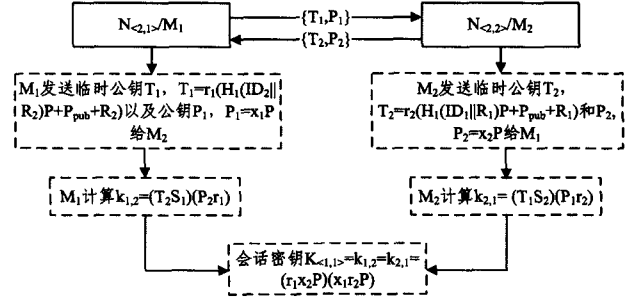 N<2,1>/M₁
{T₁,P₁}
{T₂,P₂}
N<2,2>/M₂
M₁发送临时公钥T₁，T₁=r₁(H₁(ID₂||
R₂)P+Ppub+R₂)以及公钥P₁，P₁=x₁P
给M₂
M₂发送临时公钥T₂，
T₂=r₂(H₁(ID₁||R₁)P+Ppub+R₁)和P₂,
P₂=x₂P给M₁
M₁计算k₁,₂=(T₂S₁)(P₂r₁)
M₂计算k₂,₁= (T₁S₂)(P₁r₂)
会话密钥K<1,1>=k₁,₂=k₂,₁=
(r₁x₂P)(x₁r₂P)